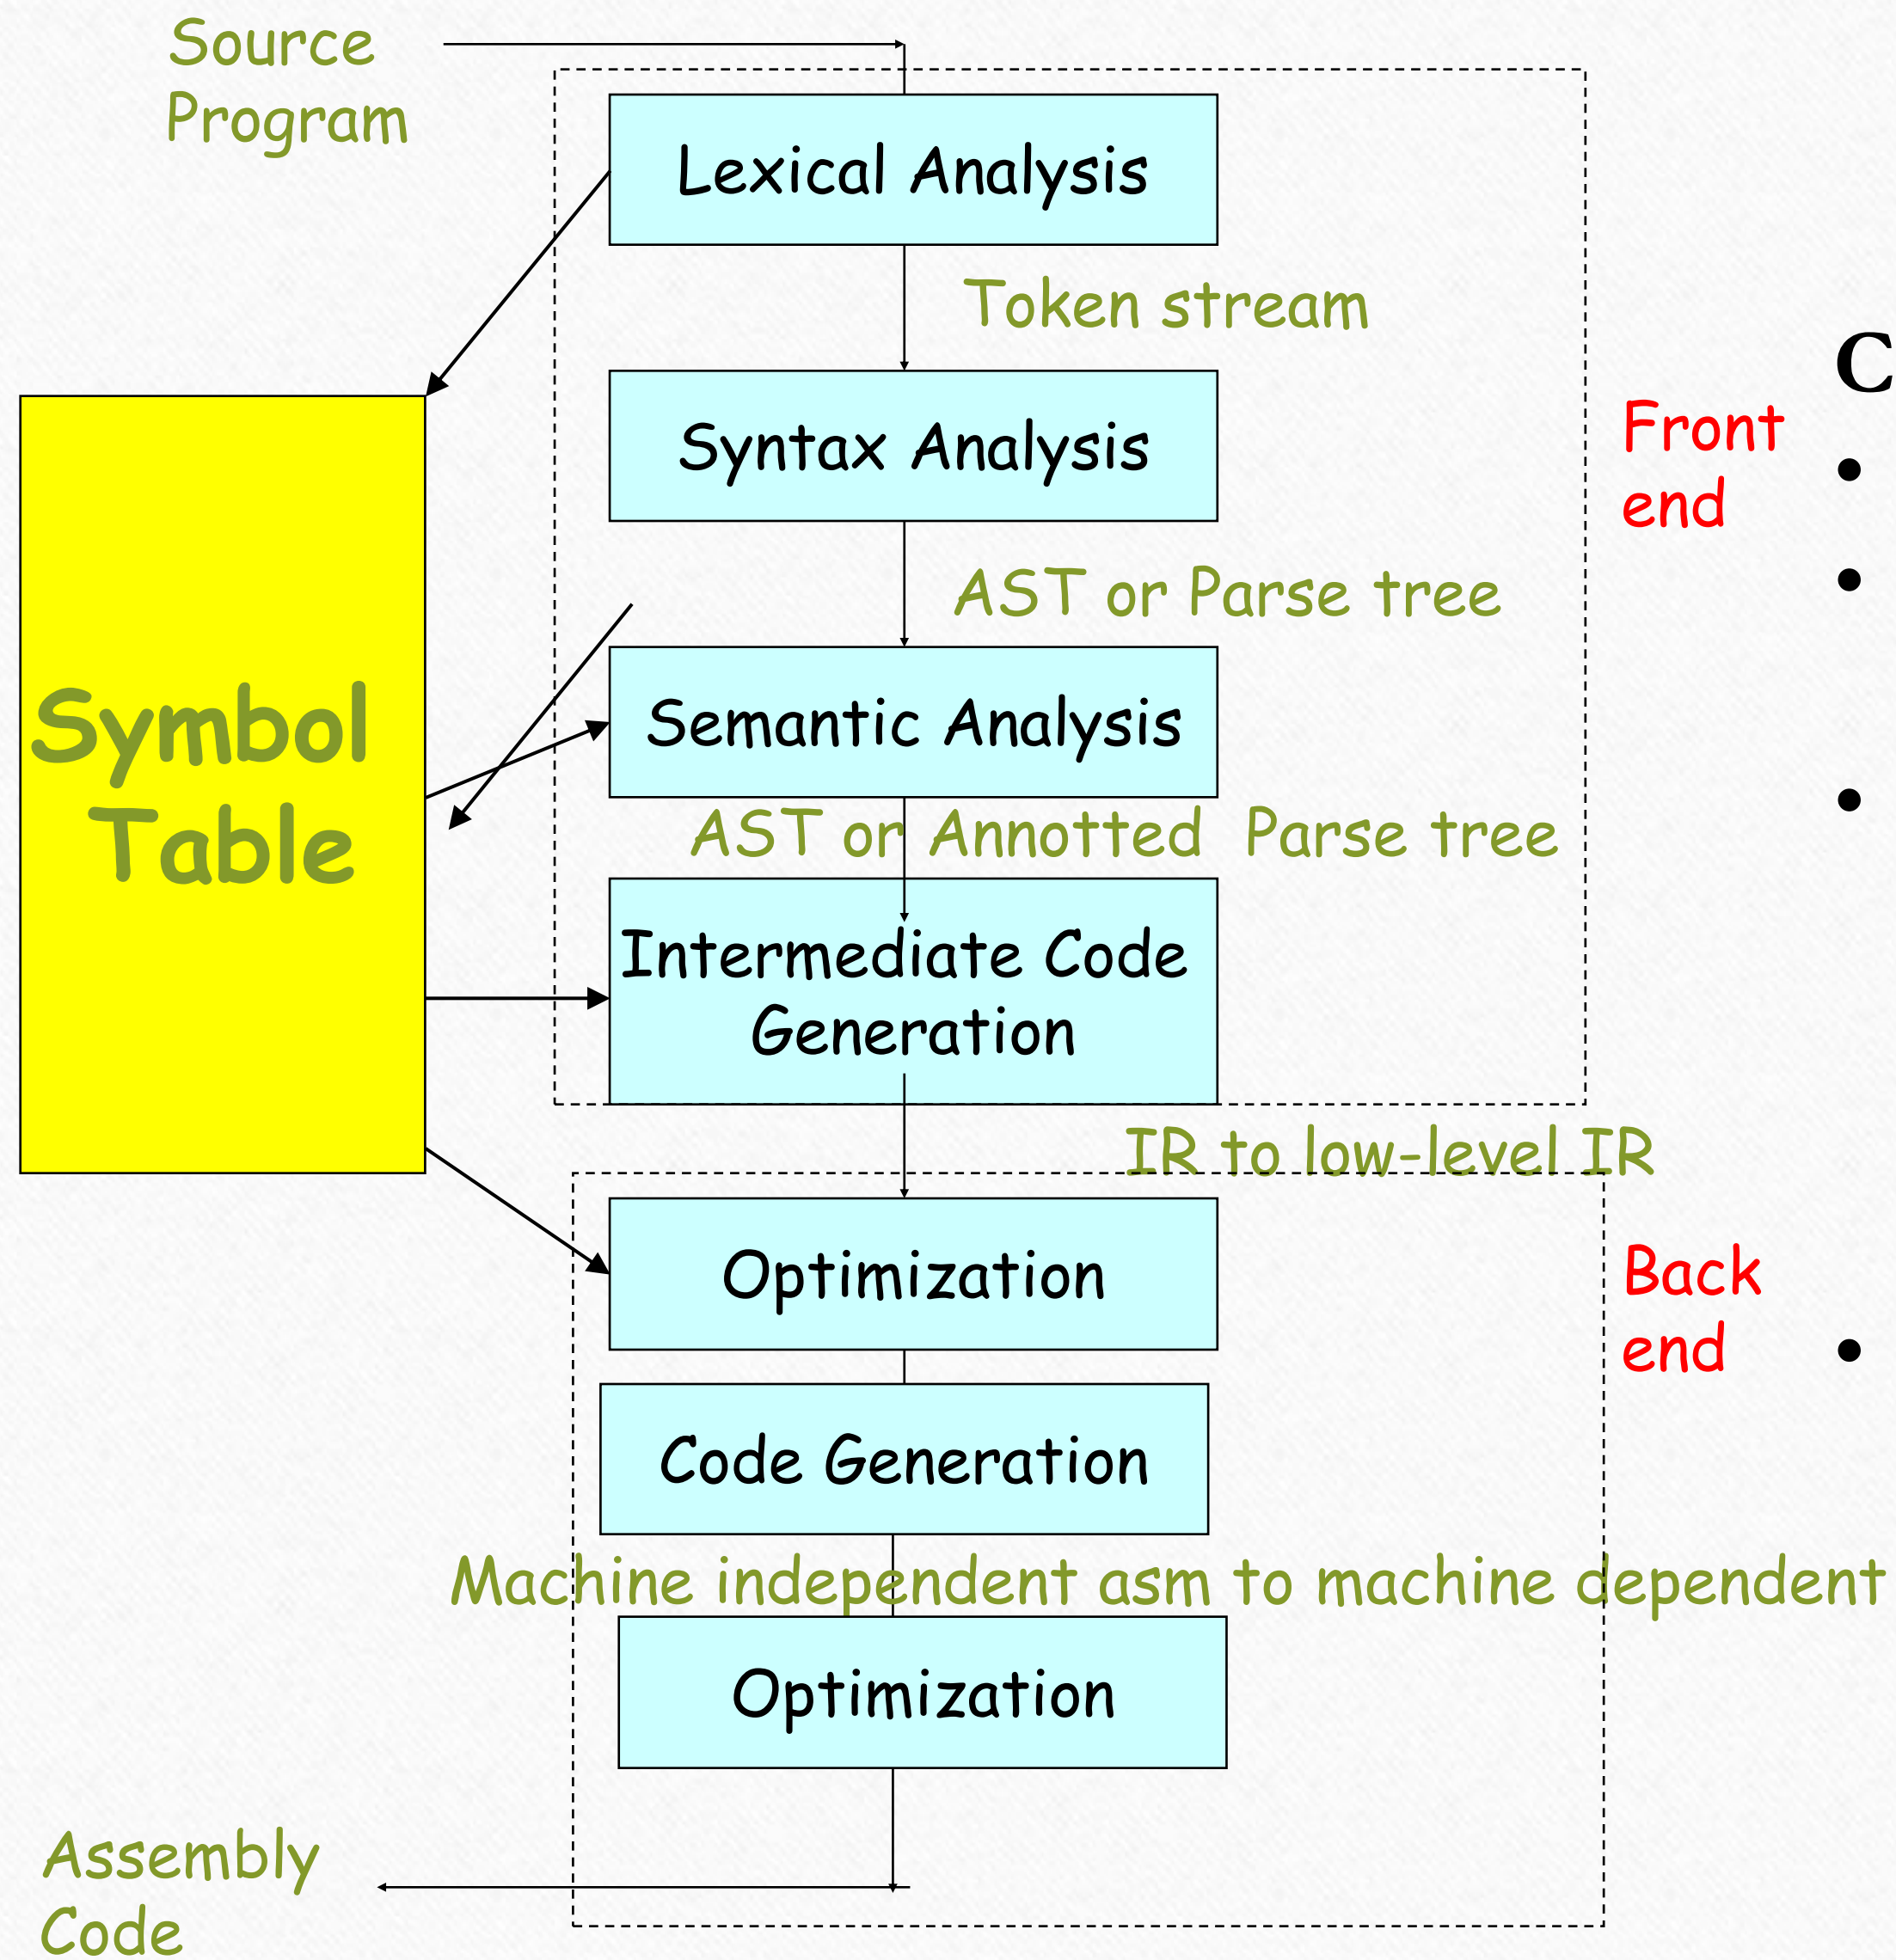 Source
Program
Lexical Analysis
Token stream
Syntax Analysis
Front
end
AST or Parse tree
Symbol
Table
Semantic Analysis
AST or Annotted Parse tree
Intermediate Code
Generation
IR to low-level IR
Optimization
Back
end
Code Generation
Machine independent asm to machine dependent
Optimization
Assembly
Code
C
•
•
•
•